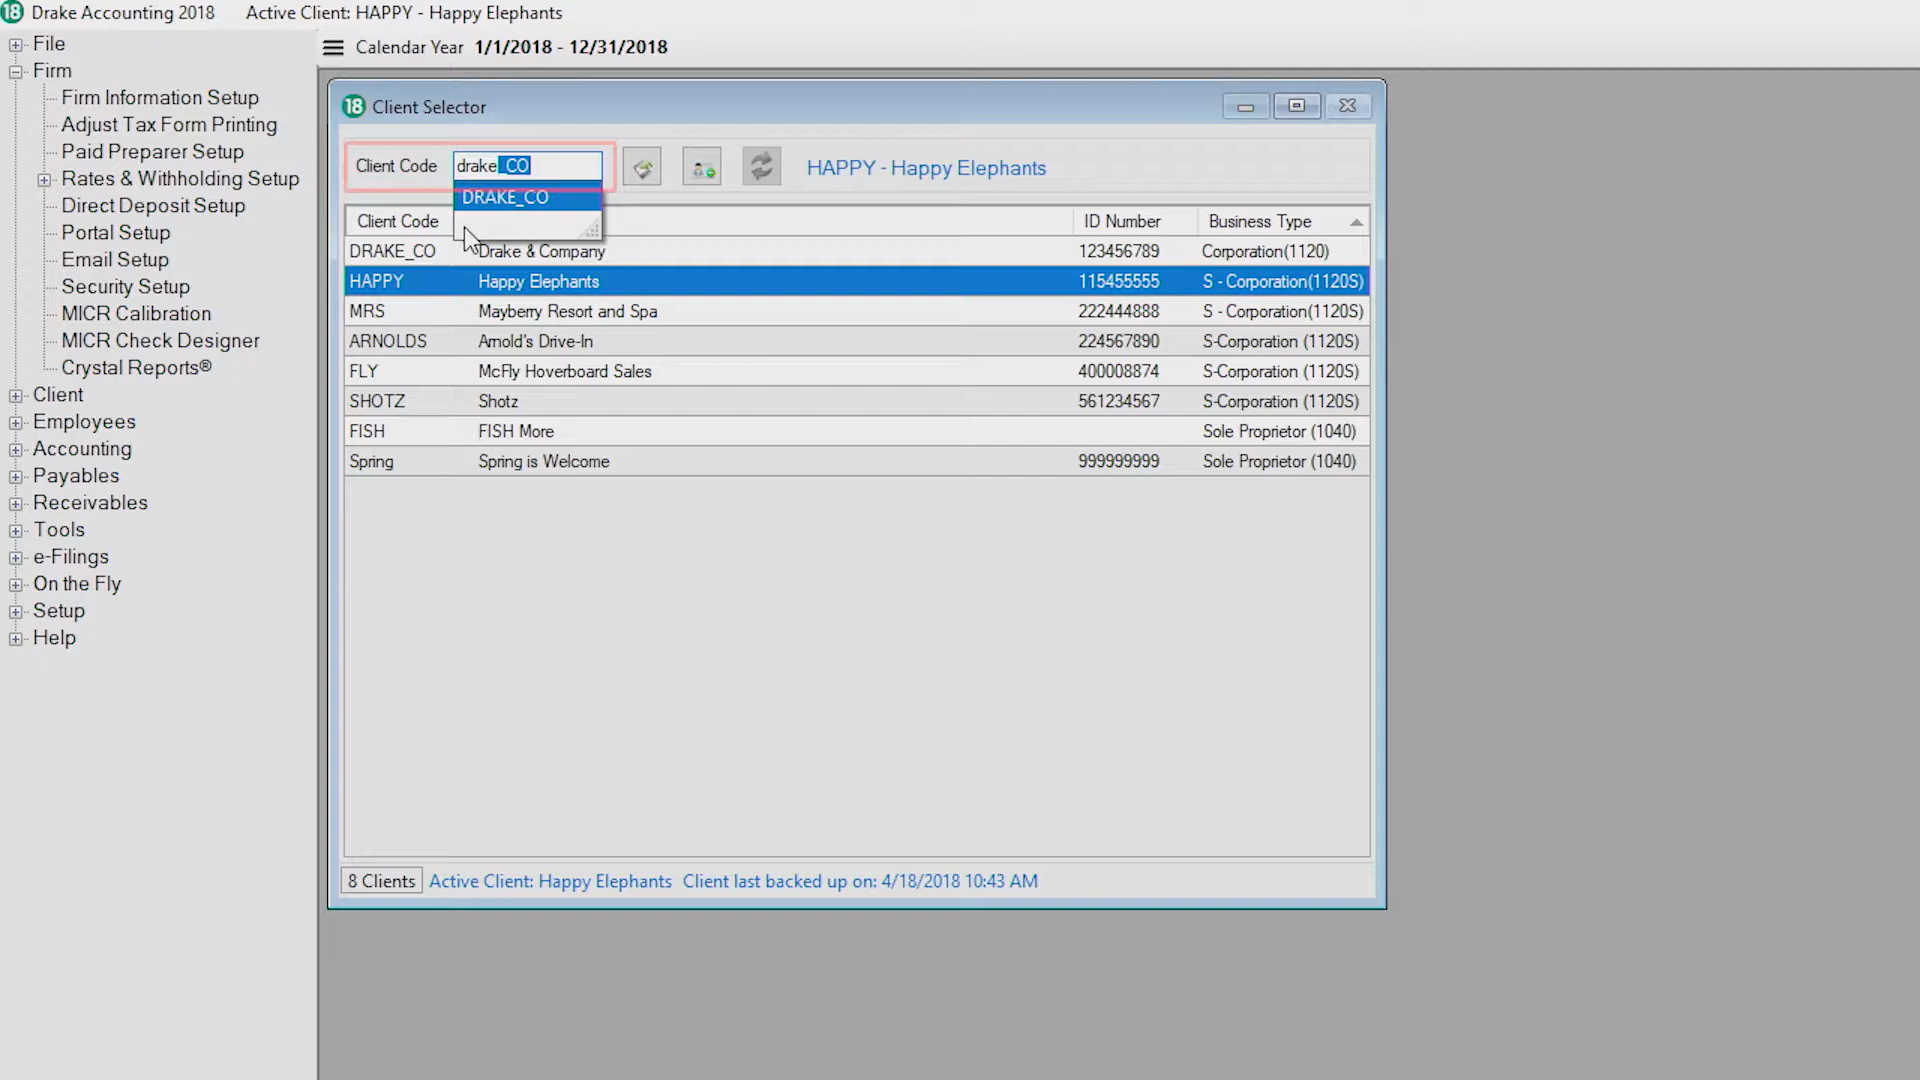 18 Drake Accounting 2018 Active Client: HAPPY - Happy Elephants
File
Firm
Firm Information Setup
Adjust Tax Form Printing
Paid Preparer Setup
Rates & Withholding Setup
Direct Deposit Setup
Portal Setup
Email Setup
Security Setup
MICR Calibration
MICR Check Designer
Crystal Reports®
Client
Employees
Accounting
Payables
Receivables
Tools
e-Filings
On the Fly
Setup
Help
Calendar Year 1/1/2018 - 12/31/2018
18 Client Selector
Client Code drake_CO HAPPY - Happy Elephants
DRAKE_CO
Client Code ID Number Business Type
DRAKE_CO Drake & Company 123456789 Corporation(1120)
HAPPY Happy Elephants 115455555 S - Corporation(1120S)
MRS Mayberry Resort and Spa 222444888 S - Corporation(1120S)
ARNOLDS Arnold's Drive-In 224567890 S-Corporation (1120S)
FLY McFly Hoverboard Sales 400008874 S-Corporation (1120S)
SHOTZ Shotz 561234567 S-Corporation (1120S)
FISH FISH More Sole Proprietor (1040)
Spring Spring is Welcome 999999999 Sole Proprietor (1040)
8 Clients Active Client: Happy Elephants Client last backed up on: 4/18/2018 10:43 AM